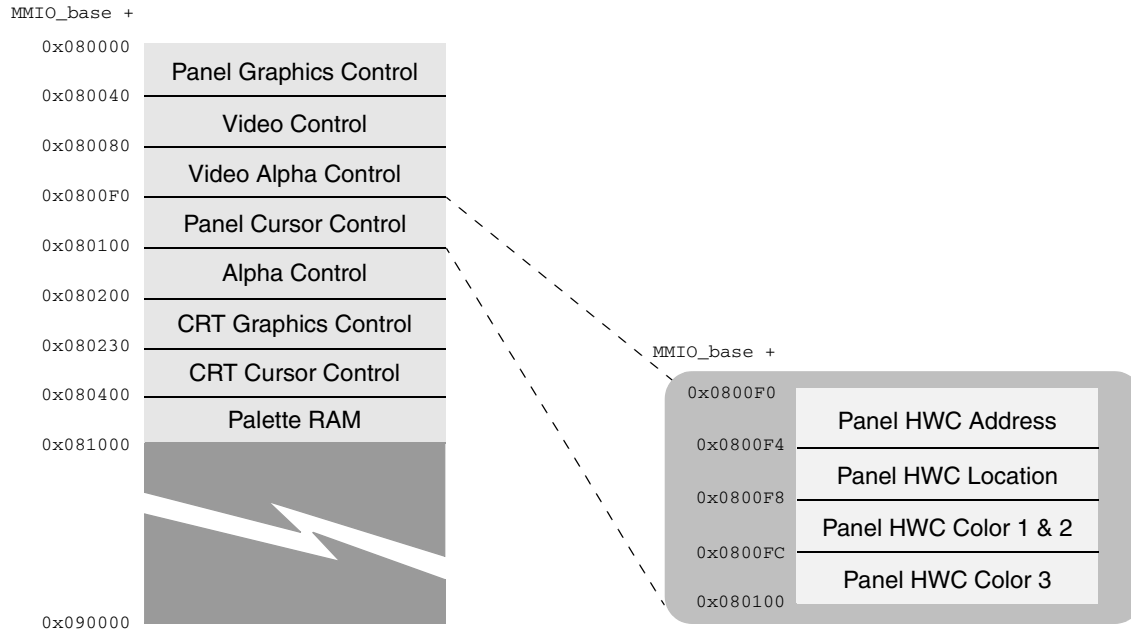 MMIO_base +
0x080000
Panel Graphics Control
0x080040
Video Control
0x080080
Video Alpha Control
0x0800F0
Panel Cursor Control
0x080100
Alpha Control
0x080200
CRT Graphics Control
0x080230
CRT Cursor Control
0x080400
Palette RAM
0x081000
0x090000
MMIO_base +
0x0800F0
Panel HWC Address
0x0800F4
Panel HWC Location
0x0800F8
Panel HWC Color 1 & 2
0x0800FC
Panel HWC Color 3
0x080100